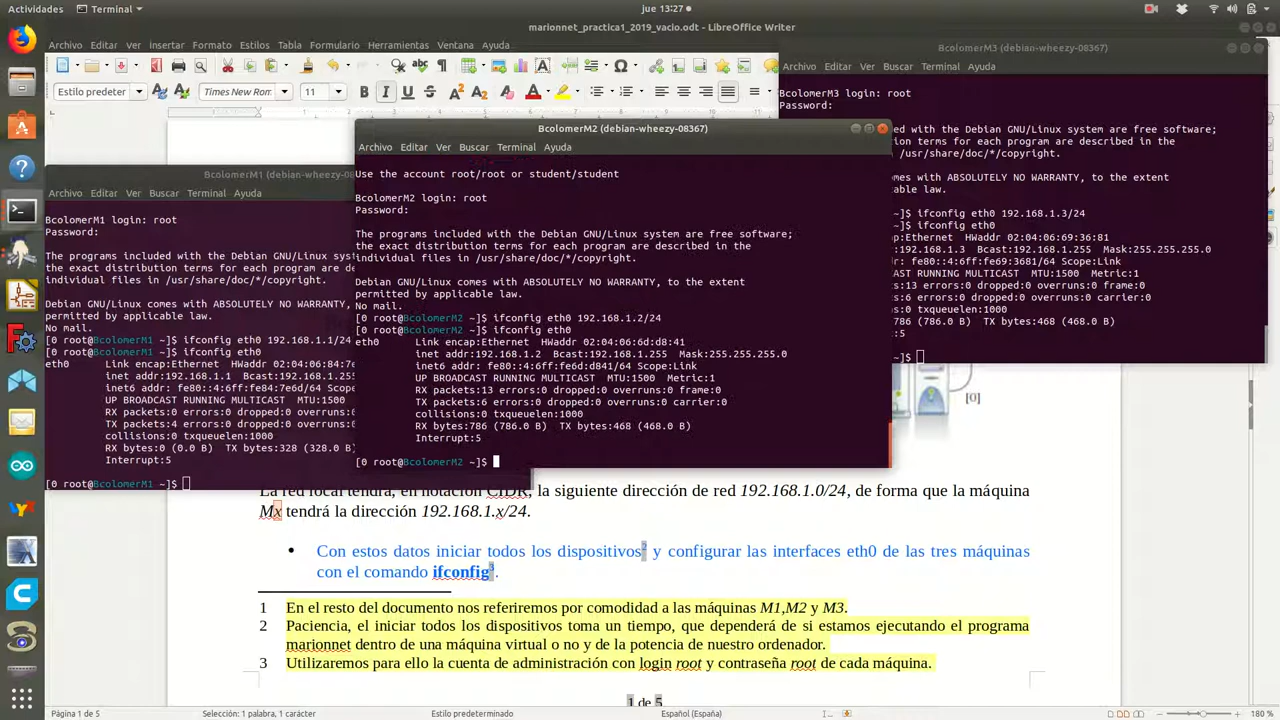 Actividades
Terminal
jue 13:27
marionnet_practica1_2019_vacio.odt - LibreOffice Writer
Archivo Editar Ver Insertar Formato Estilos Tabla Formulario Herramientas Ventana Ayuda
Estilo predeter
Times New Roman
11
BcolomerM3 (debian-wheezy-08367)
Archivo Editar Ver Buscar Terminal Ayuda
BcolomerM3 login: root
Password:
ed with the Debian GNU/Linux system are free software;
ribution terms for each program are described in the
/usr/share/doc/*/copyright.
omes with ABSOLUTELY NO WARRANTY, to the extent
able law.
~]$ ifconfig eth0 192.168.1.3/24
~]$ ifconfig eth0
cap:Ethernet HWaddr 02:04:06:69:36:81
:192.168.1.3 Bcast:192.168.1.255 Mask:255.255.255.0
dr: fe80::4:6ff:fe69:3681/64 Scope:Link
CAST RUNNING MULTICAST MTU:1500 Metric:1
ts:13 errors:0 dropped:0 overruns:0 frame:0
ts:6 errors:0 dropped:0 overruns:0 carrier:0
txqueuelen:1000
786 (786.0 B) TX bytes:468 (468.0 B)
:5
~]$
BcolomerM2 (debian-wheezy-08367)
Archivo Editar Ver Buscar Terminal Ayuda
Use the account root/root or student/student
BcolomerM2 login: root
Password:
The programs included with the Debian GNU/Linux system are free software;
the exact distribution terms for each program are described in the
individual files in /usr/share/doc/*/copyright.
Debian GNU/Linux comes with ABSOLUTELY NO WARRANTY, to the extent
permitted by applicable law.
No mail.
[0 root@BcolomerM2 ~]$ ifconfig eth0 192.168.1.2/24
[0 root@BcolomerM2 ~]$ ifconfig eth0
eth0 Link encap:Ethernet HWaddr 02:04:06:6d:d8:41
inet addr:192.168.1.2 Bcast:192.168.1.255 Mask:255.255.255.0
inet6 addr: fe80::4:6ff:fe6d:d841/64 Scope:Link
UP BROADCAST RUNNING MULTICAST MTU:1500 Metric:1
RX packets:13 errors:0 dropped:0 overruns:0 frame:0
TX packets:6 errors:0 dropped:0 overruns:0 carrier:0
collisions:0 txqueuelen:1000
RX bytes:786 (786.0 B) TX bytes:468 (468.0 B)
Interrupt:5
[0 root@BcolomerM2 ~]$
BcolomerM1 (debian-wheezy-08
Archivo Editar Ver Buscar Terminal Ayuda
BcolomerM1 login: root
Password:
The programs included with the Debian GNU/Linux syst
the exact distribution terms for each program are de
individual files in /usr/share/doc/*/copyright.
Debian GNU/Linux comes with ABSOLUTELY NO WARRANTY,
permitted by applicable law.
No mail.
[0 root@BcolomerM1 ~]$ ifconfig eth0 192.168.1.1/24
[0 root@BcolomerM1 ~]$ ifconfig eth0
eth0 Link encap:Ethernet HWaddr 02:04:06:84:7e
inet addr:192.168.1.1 Bcast:192.168.1.255
inet6 addr: fe80::4:6ff:fe84:7e6d/64 Scope
UP BROADCAST RUNNING MULTICAST MTU:1500
RX packets:0 errors:0 dropped:0 overruns:0
TX packets:4 errors:0 dropped:0 overruns:0
collisions:0 txqueuelen:1000
RX bytes:0 (0.0 B) TX bytes:328 (328.0 B)
Interrupt:5
[0 root@BcolomerM1 ~]$
[0]
La red local tendrá, en notación CIDR, la siguiente dirección de red 192.168.1.0/24, de forma que la máquina
Mx tendrá la dirección 192.168.1.x/24.
• Con estos datos iniciar todos los dispositivos2 y configurar las interfaces eth0 de las tres máquinas
con el comando ifconfig3.
1 En el resto del documento nos referiremos por comodidad a las máquinas M1,M2 y M3.
2 Paciencia, el iniciar todos los dispositivos toma un tiempo, que dependerá de si estamos ejecutando el programa
marionnet dentro de una máquina virtual o no y de la potencia de nuestro ordenador.
3 Utilizaremos para ello la cuenta de administración con login root y contraseña root de cada máquina.
1 de 5
Página 1 de 5
Selección: 1 palabra, 1 carácter
Estilo predeterminado
Español (España)
180 %